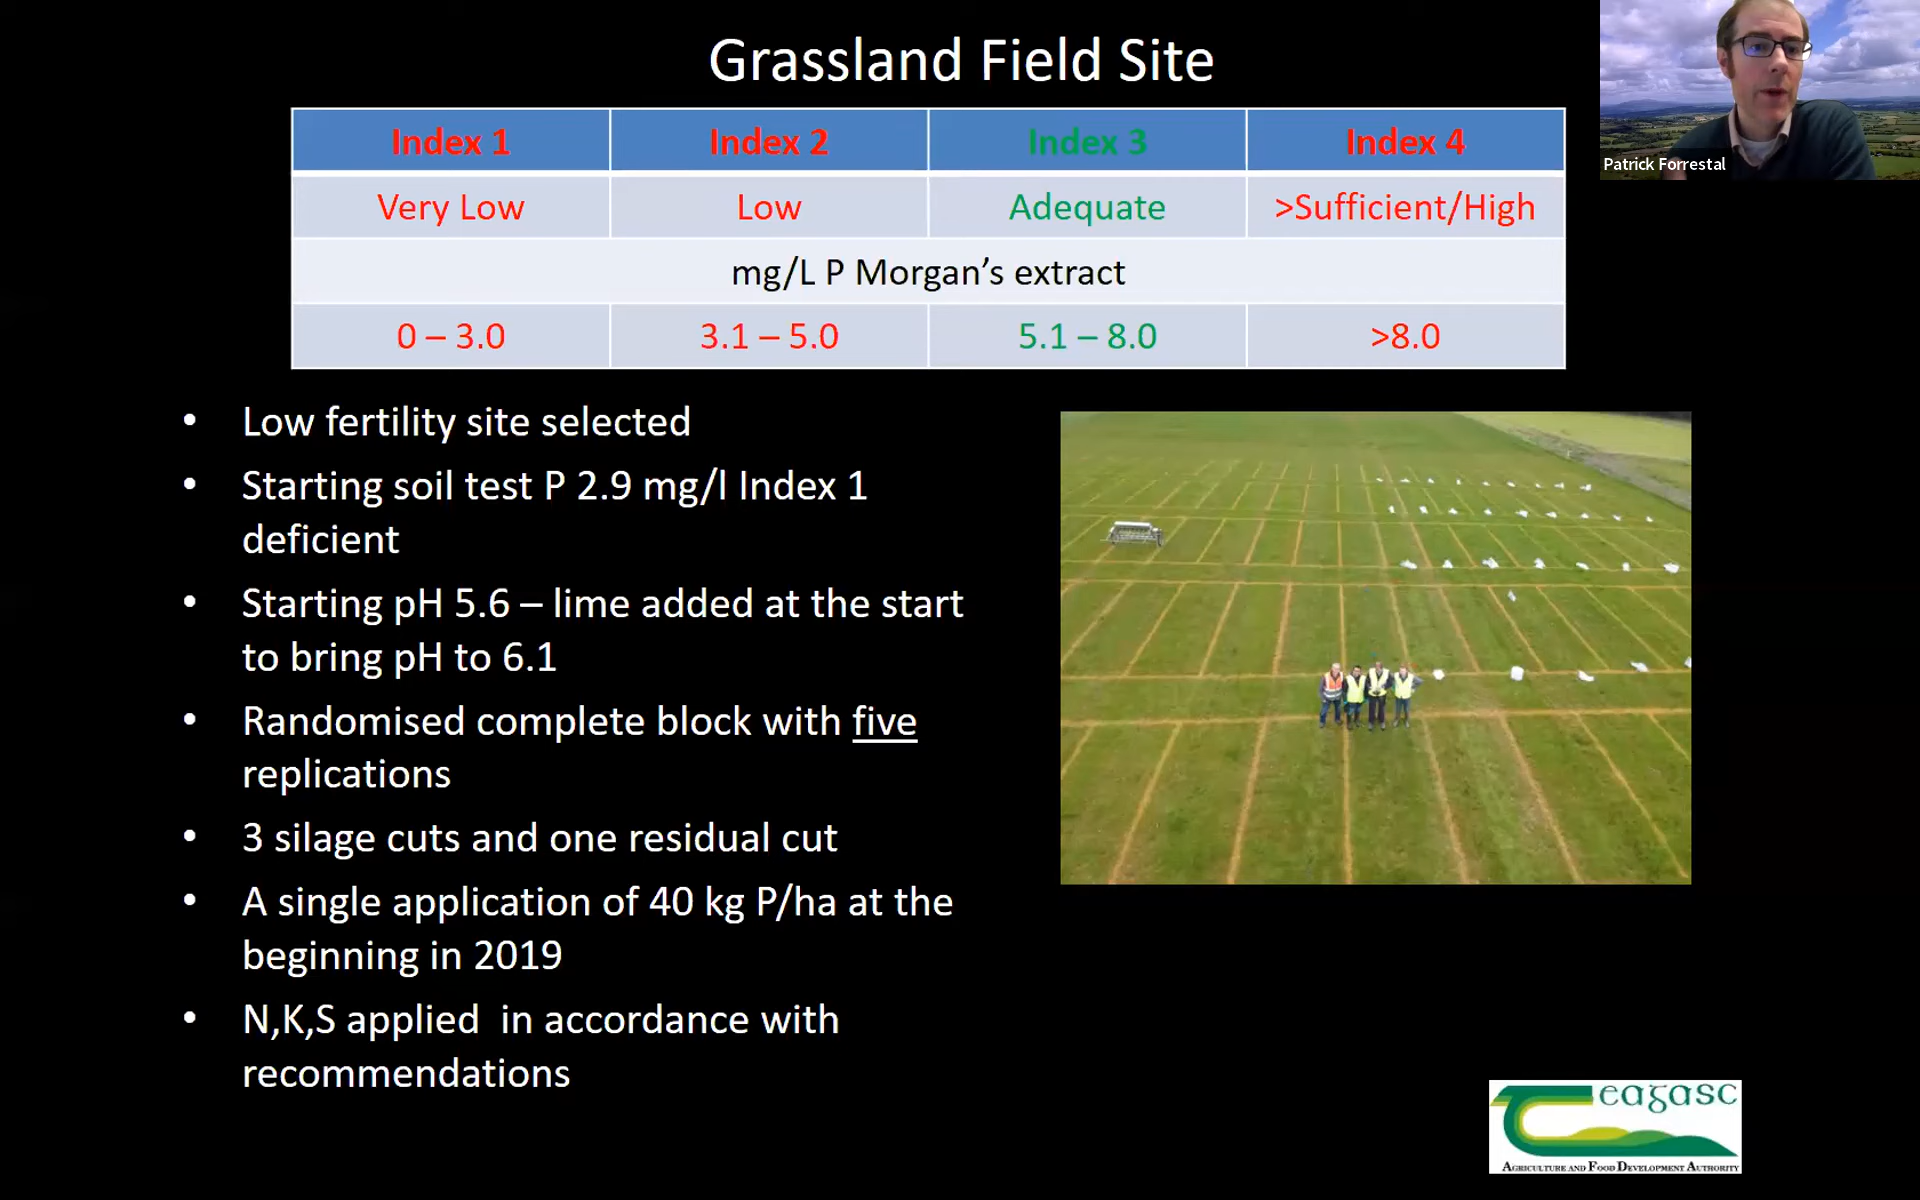 Grassland Field Site
Index 1 Index 2 Index 3 Index 4
Very Low Low Adequate >Sufficient/High
mg/L P Morgan's extract
0 – 3.0 3.1 – 5.0 5.1 – 8.0 >8.0
Patrick Forrestal
• Low fertility site selected
• Starting soil test P 2.9 mg/l Index 1
deficient
• Starting pH 5.6 – lime added at the start
to bring pH to 6.1
• Randomised complete block with five
replications
• 3 silage cuts and one residual cut
• A single application of 40 kg P/ha at the
beginning in 2019
• N,K,S applied  in accordance with
recommendations
Teagasc
AGRICULTURE AND FOOD DEVELOPMENT AUTHORITY